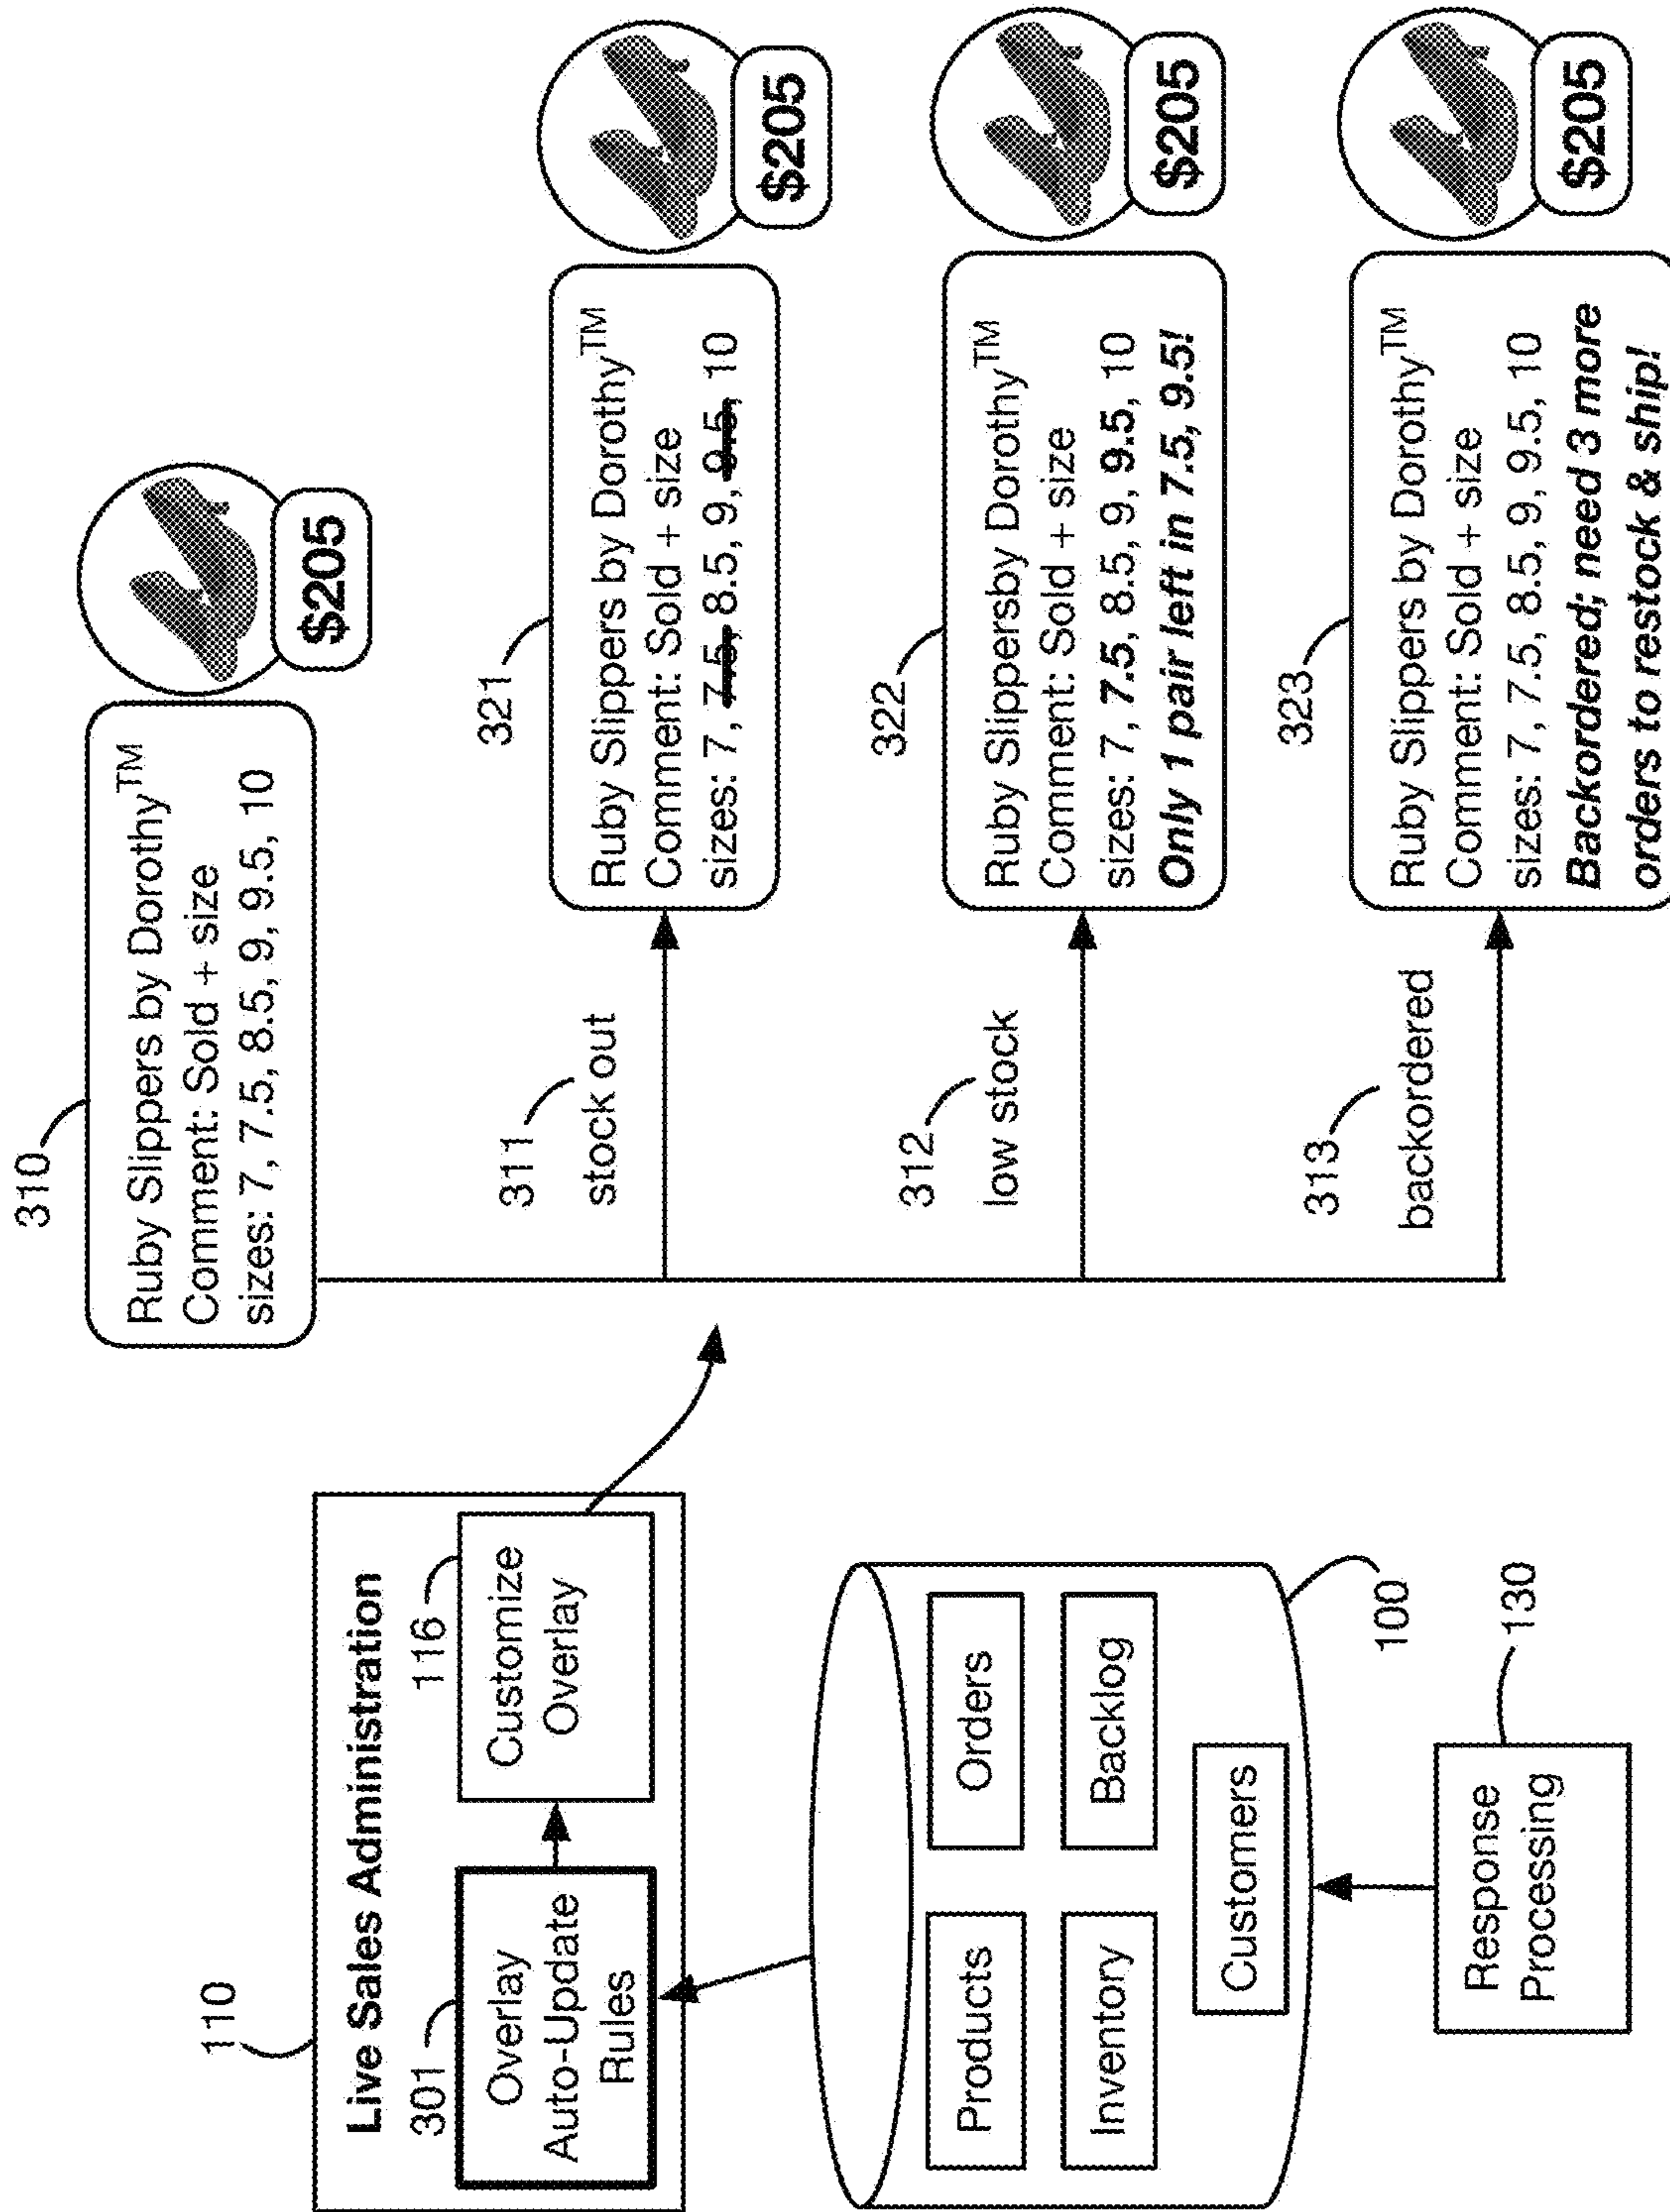 110
Live Sales Administration
301
Overlay
Auto-Update
Rules
116
Customize
Overlay
Products
Orders
Inventory
Backlog
Customers
100
Response
Processing
130
310
Ruby Slippers by Dorothy™
Comment: Sold + size
sizes: 7, 7.5, 8.5, 9, 9.5, 10
$205
311
stock out
321
Ruby Slippers by Dorothy™
Comment: Sold + size
sizes: 7, 7.5, 8.5, 9, 9.5, 10
$205
312
low stock
322
Ruby Slippersby Dorothy™
Comment: Sold + size
sizes: 7, 7.5, 8.5, 9, 9.5, 10
Only 1 pair left in 7.5, 9.5!
$205
313
backordered
323
Ruby Slippers by Dorothy™
Comment: Sold + size
sizes: 7, 7.5, 8.5, 9, 9.5, 10
Backordered; need 3 more
orders to restock & ship!
$205